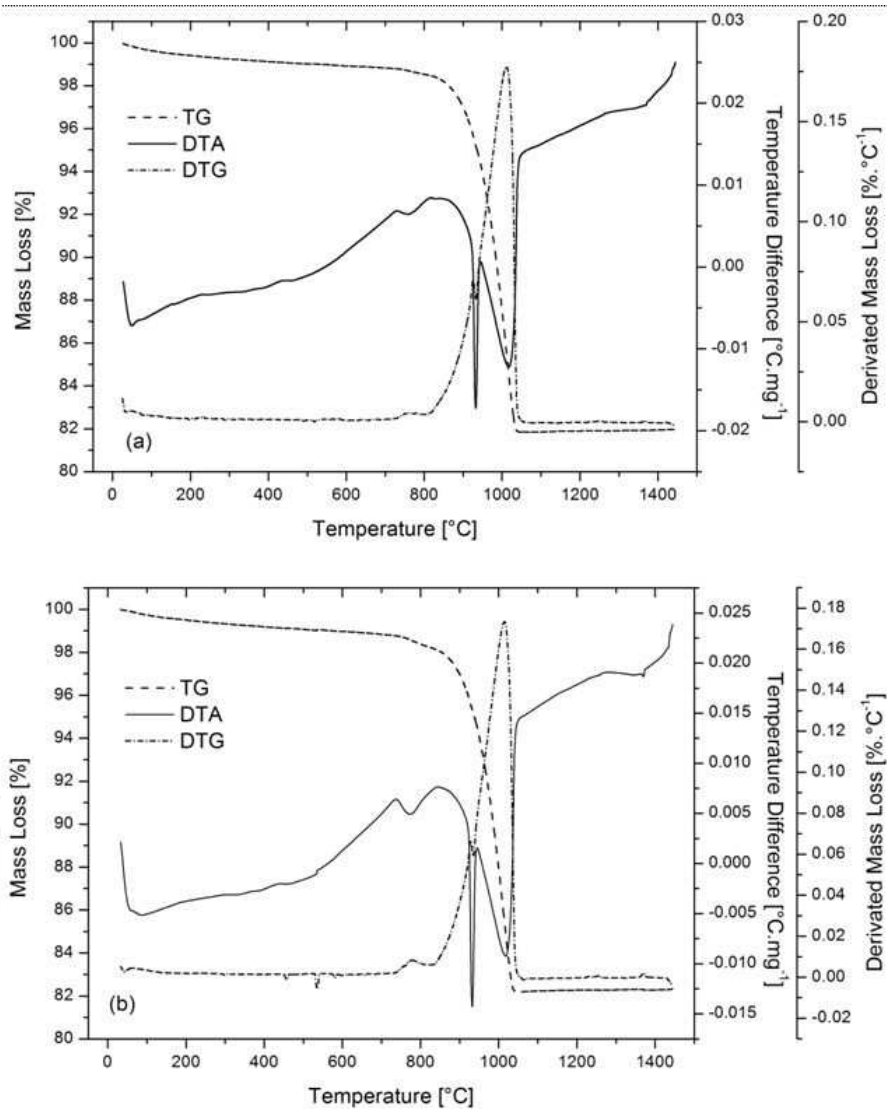 100
98
96
94
92
90
88
86
84
82
80
Mass Loss [%]
TG
DTA
DTG
(a)
0 200 400 600 800 1000 1200 1400
Temperature [°C]
0.03
0.02
0.01
0.00
-0.01
-0.02
Temperature Difference [°C.mg⁻¹]
0.20
0.15
0.10
0.05
0.00
Derivated Mass Loss [%.°C⁻¹]
100
98
96
94
92
90
88
86
84
82
80
Mass Loss [%]
TG
DTA
DTG
(b)
0 200 400 600 800 1000 1200 1400
Temperature [°C]
0.025
0.020
0.015
0.010
0.005
0.000
-0.005
-0.010
-0.015
Temperature Difference [°C.mg⁻¹]
0.18
0.16
0.14
0.12
0.10
0.08
0.06
0.04
0.02
0.00
-0.02
Derivated Mass Loss [%.°C⁻¹]